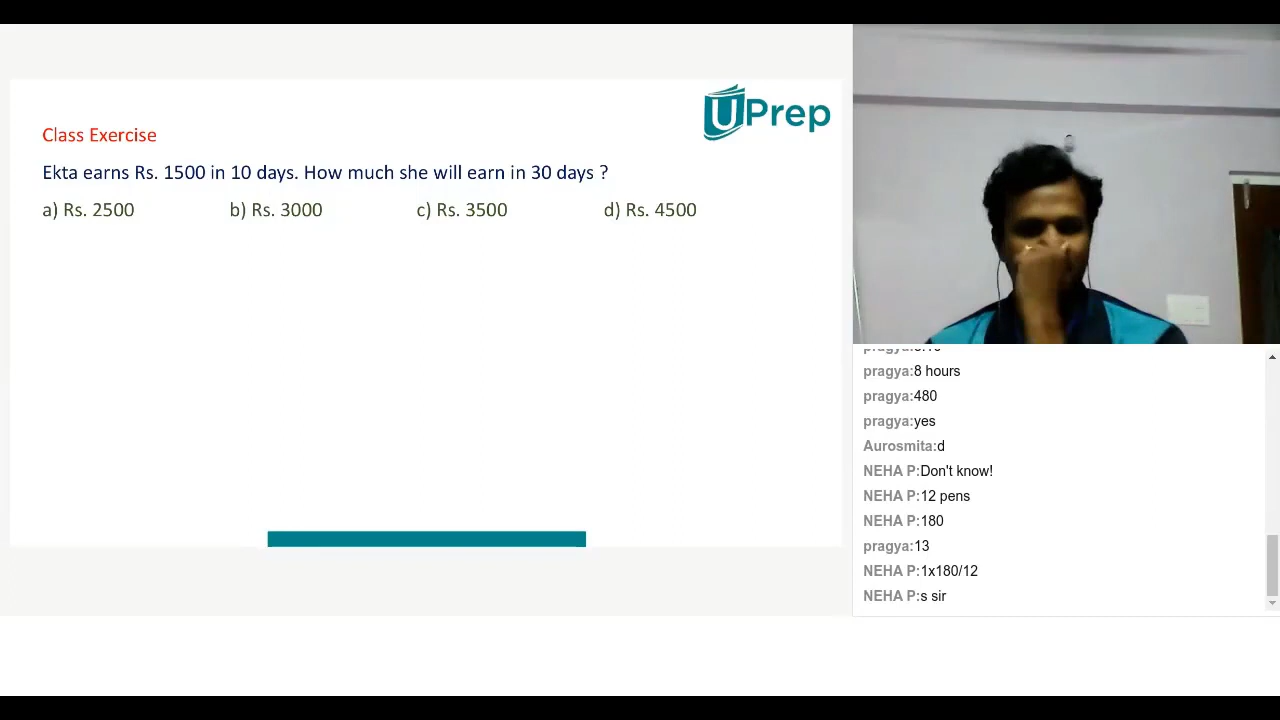 UPrep
Class Exercise
Ekta earns Rs. 1500 in 10 days. How much she will earn in 30 days ?
a) Rs. 2500 b) Rs. 3000 c) Rs. 3500 d) Rs. 4500
pragya:8 hours
pragya:480
pragya:yes
Aurosmita:d
NEHA P:Don't know!
NEHA P:12 pens
NEHA P:180
pragya:13
NEHA P:1x180/12
NEHA P:s sir